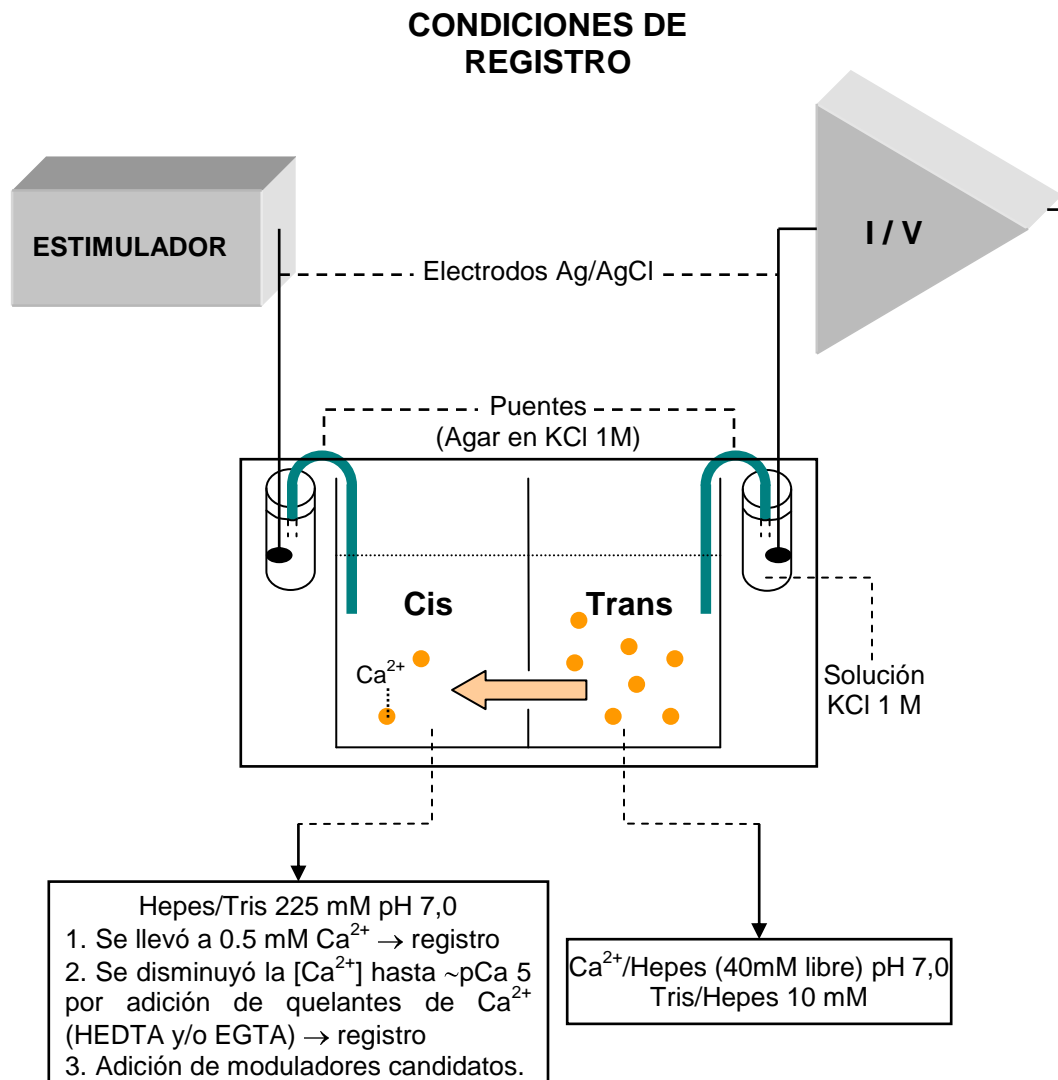 CONDICIONES DE
REGISTRO
ESTIMULADOR
I / V
Electrodos Ag/AgCl
Puentes
(Agar en KCl 1M)
Cis
Trans
Ca²⁺
Solución
KCl 1 M
Hepes/Tris 225 mM pH 7,0
1. Se llevó a 0.5 mM Ca²⁺ → registro
2. Se disminuyó la [Ca²⁺] hasta ~pCa 5
por adición de quelantes de Ca²⁺
(HEDTA y/o EGTA) → registro
3. Adición de moduladores candidatos.
Ca²⁺/Hepes (40mM libre) pH 7,0
Tris/Hepes 10 mM